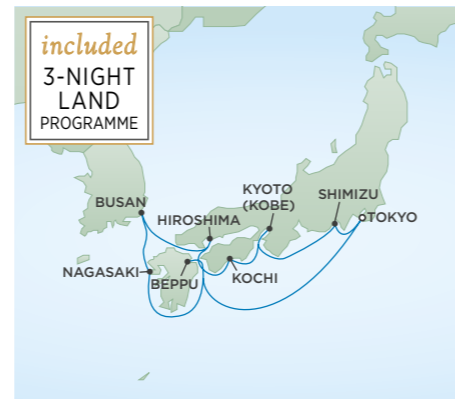 included
3-NIGHT
LAND
PROGRAMME
KYOTO
(KOBE)
SHIMIZU
BUSAN
HIROSHIMA
TOKYO
NAGASAKI
BEPPU
KOCHI